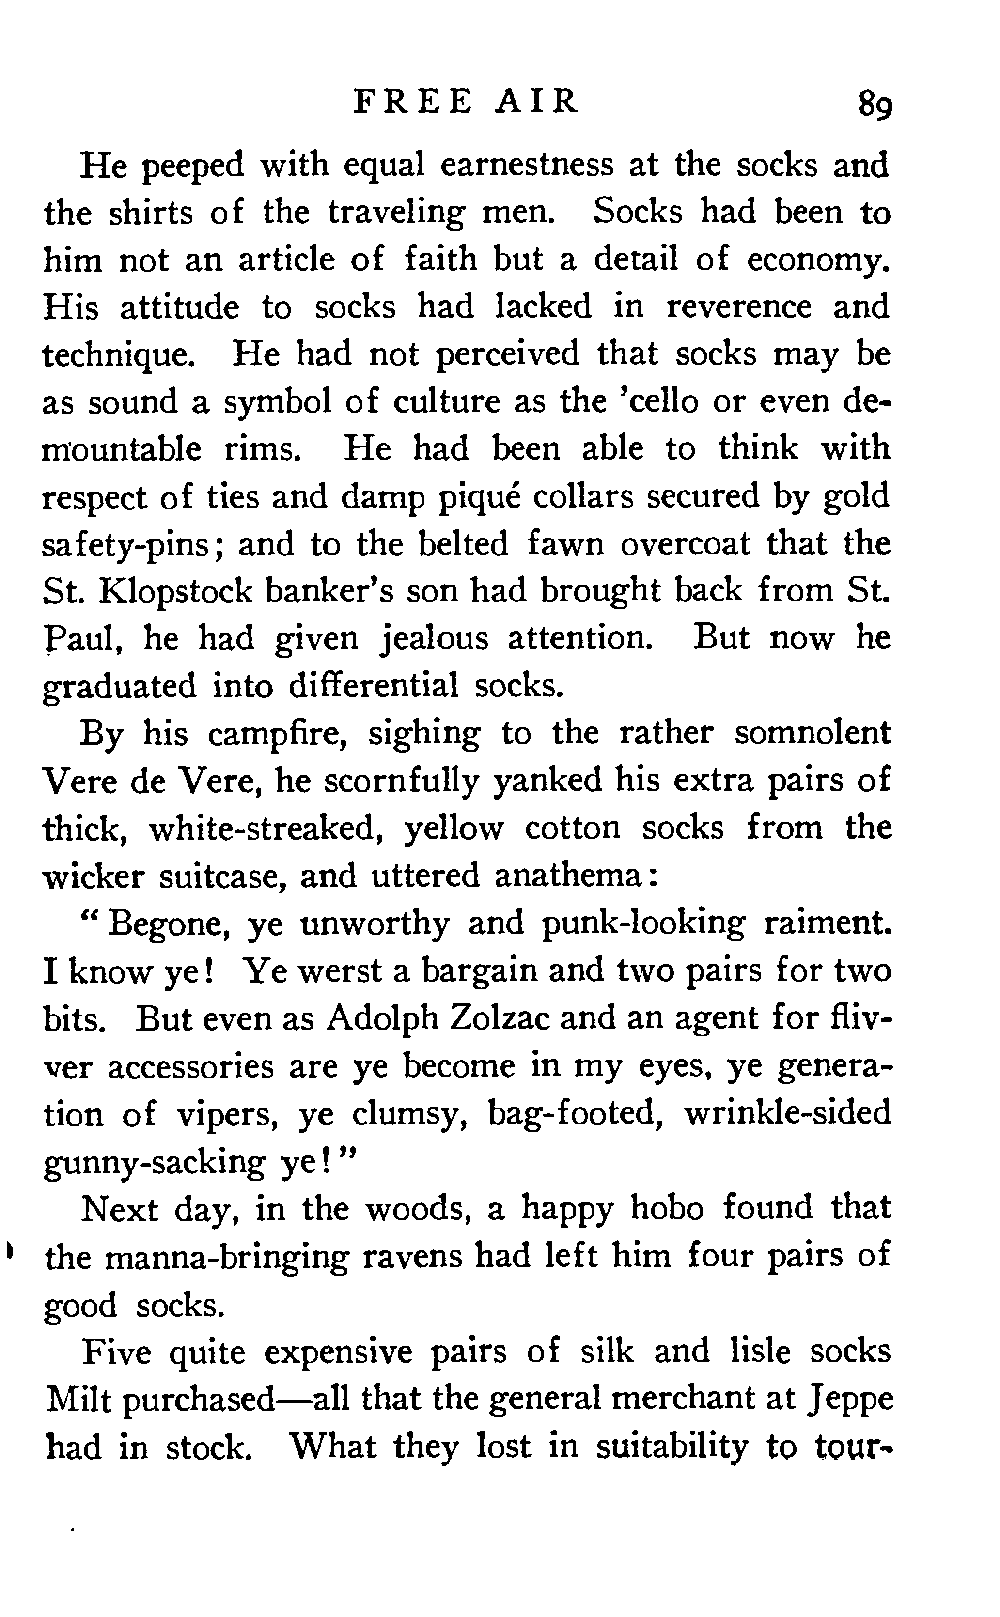 FREE AIR 89
He peeped with equal earnestness at the socks and
the shirts of the traveling men. Socks had been to
him not an article of faith but a detail of economy.
His attitude to socks had lacked in reverence and
technique. He had not perceived that socks may be
as sound a symbol of culture as the ’cello or even de-
mountable rims. He had been able to think with
respect of ties and damp piqué collars secured by gold
safety-pins; and to the belted fawn overcoat that the
St. Klopstock banker’s son had brought back from St.
Paul, he had given jealous attention. But now he
graduated into differential socks.
By his campfire, sighing to the rather somnolent
Vere de Vere, he scornfully yanked his extra pairs of
thick, white-streaked, yellow cotton socks from the
wicker suitcase, and uttered anathema:
“Begone, ye unworthy and punk-looking raiment.
I know ye! Ye werst a bargain and two pairs for two
bits. But even as Adolph Zolzac and an agent for fliv-
ver accessories are ye become in my eyes, ye genera-
tion of vipers, ye clumsy, bag-footed, wrinkle-sided
gunny-sacking ye!”
Next day, in the woods, a happy hobo found that
the manna-bringing ravens had left him four pairs of
good socks.
Five quite expensive pairs of silk and lisle socks
Milt purchased—all that the general merchant at Jeppe
had in stock. What they lost in suitability to tour-